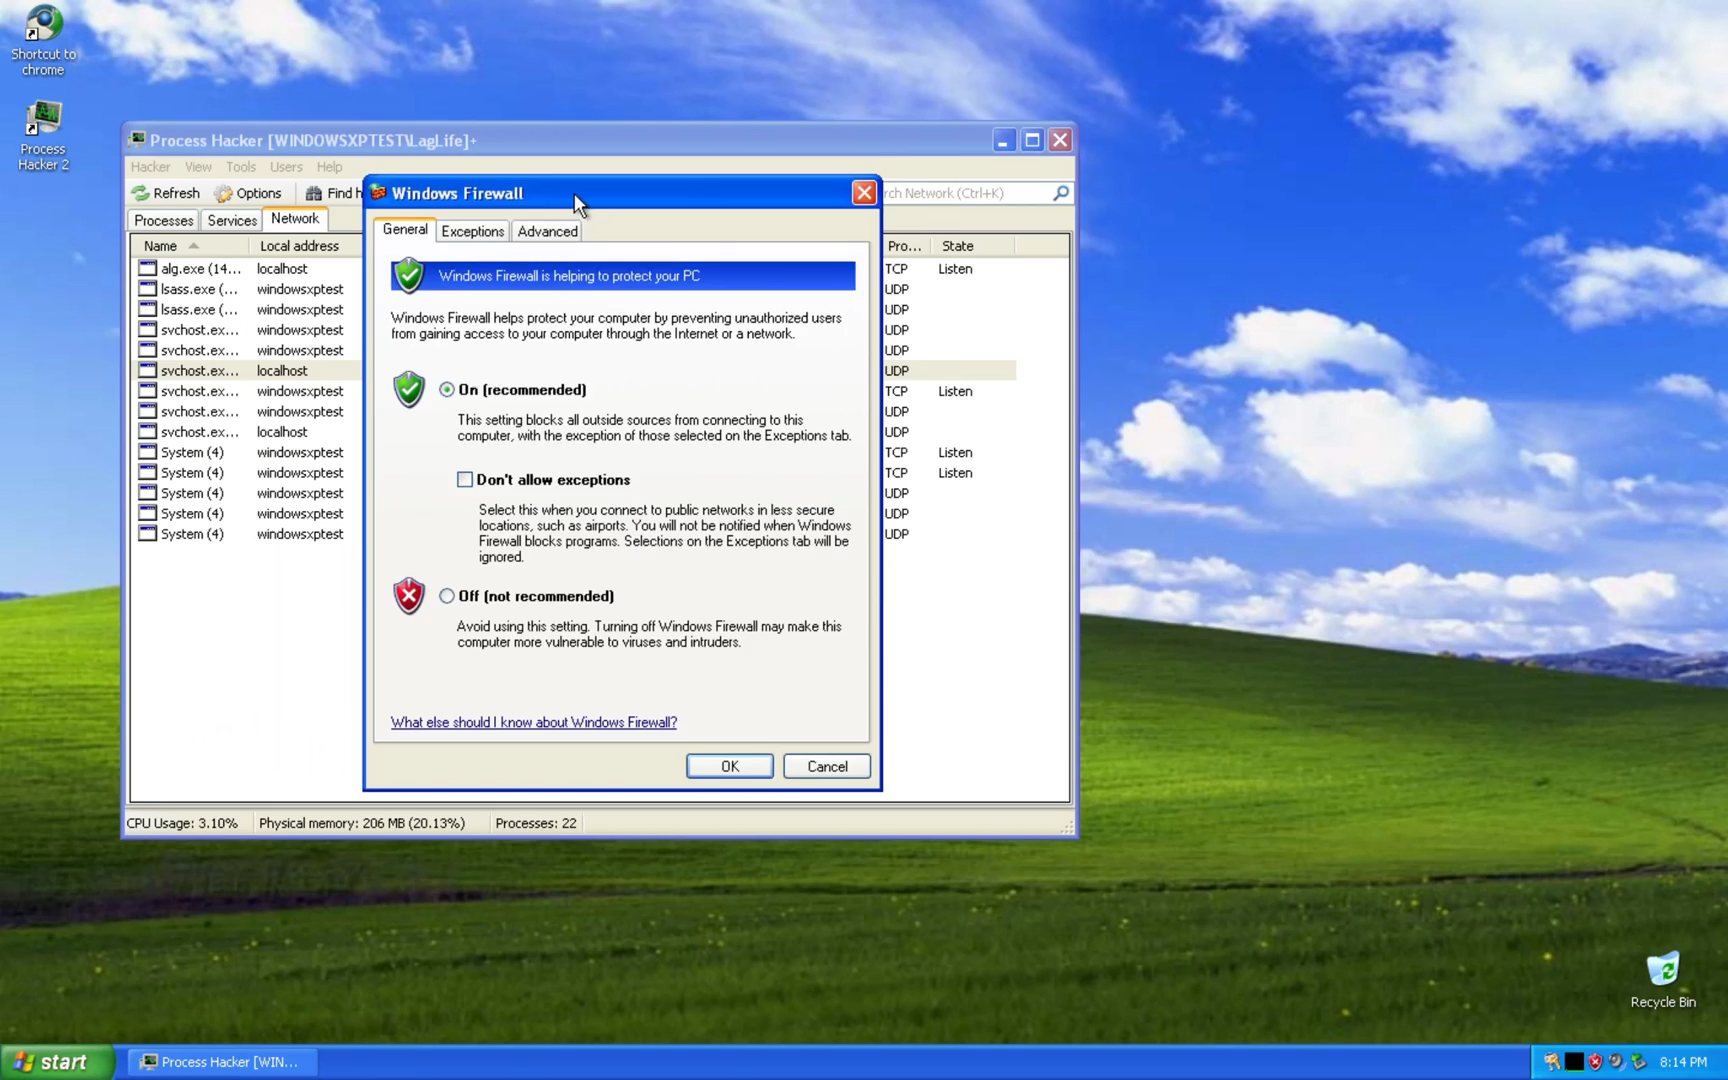 Shortcut to
chrome
Process
Hacker 2
Process Hacker [WINDOWSXPTEST\LagLife]+
Hacker View Tools Users Help
Refresh Options Find h
rch Network (Ctrl+K)
Processes Services Network
Name Local address Pro... State
alg.exe (14... localhost TCP Listen
lsass.exe (... windowsxptest UDP
lsass.exe (... windowsxptest UDP
svchost.ex... windowsxptest UDP
svchost.ex... windowsxptest UDP
svchost.ex... localhost UDP
svchost.ex... windowsxptest TCP Listen
svchost.ex... windowsxptest UDP
svchost.ex... localhost UDP
System (4) windowsxptest TCP Listen
System (4) windowsxptest TCP Listen
System (4) windowsxptest UDP
System (4) windowsxptest UDP
System (4) windowsxptest UDP
CPU Usage: 3.10% Physical memory: 206 MB (20.13%) Processes: 22
Windows Firewall
General Exceptions Advanced
Windows Firewall is helping to protect your PC
Windows Firewall helps protect your computer by preventing unauthorized users
from gaining access to your computer through the Internet or a network.
On (recommended)
This setting blocks all outside sources from connecting to this
computer, with the exception of those selected on the Exceptions tab.
Don't allow exceptions
Select this when you connect to public networks in less secure
locations, such as airports. You will not be notified when Windows
Firewall blocks programs. Selections on the Exceptions tab will be
ignored.
Off (not recommended)
Avoid using this setting. Turning off Windows Firewall may make this
computer more vulnerable to viruses and intruders.
What else should I know about Windows Firewall?
OK Cancel
Recycle Bin
start Process Hacker [WIN... 8:14 PM